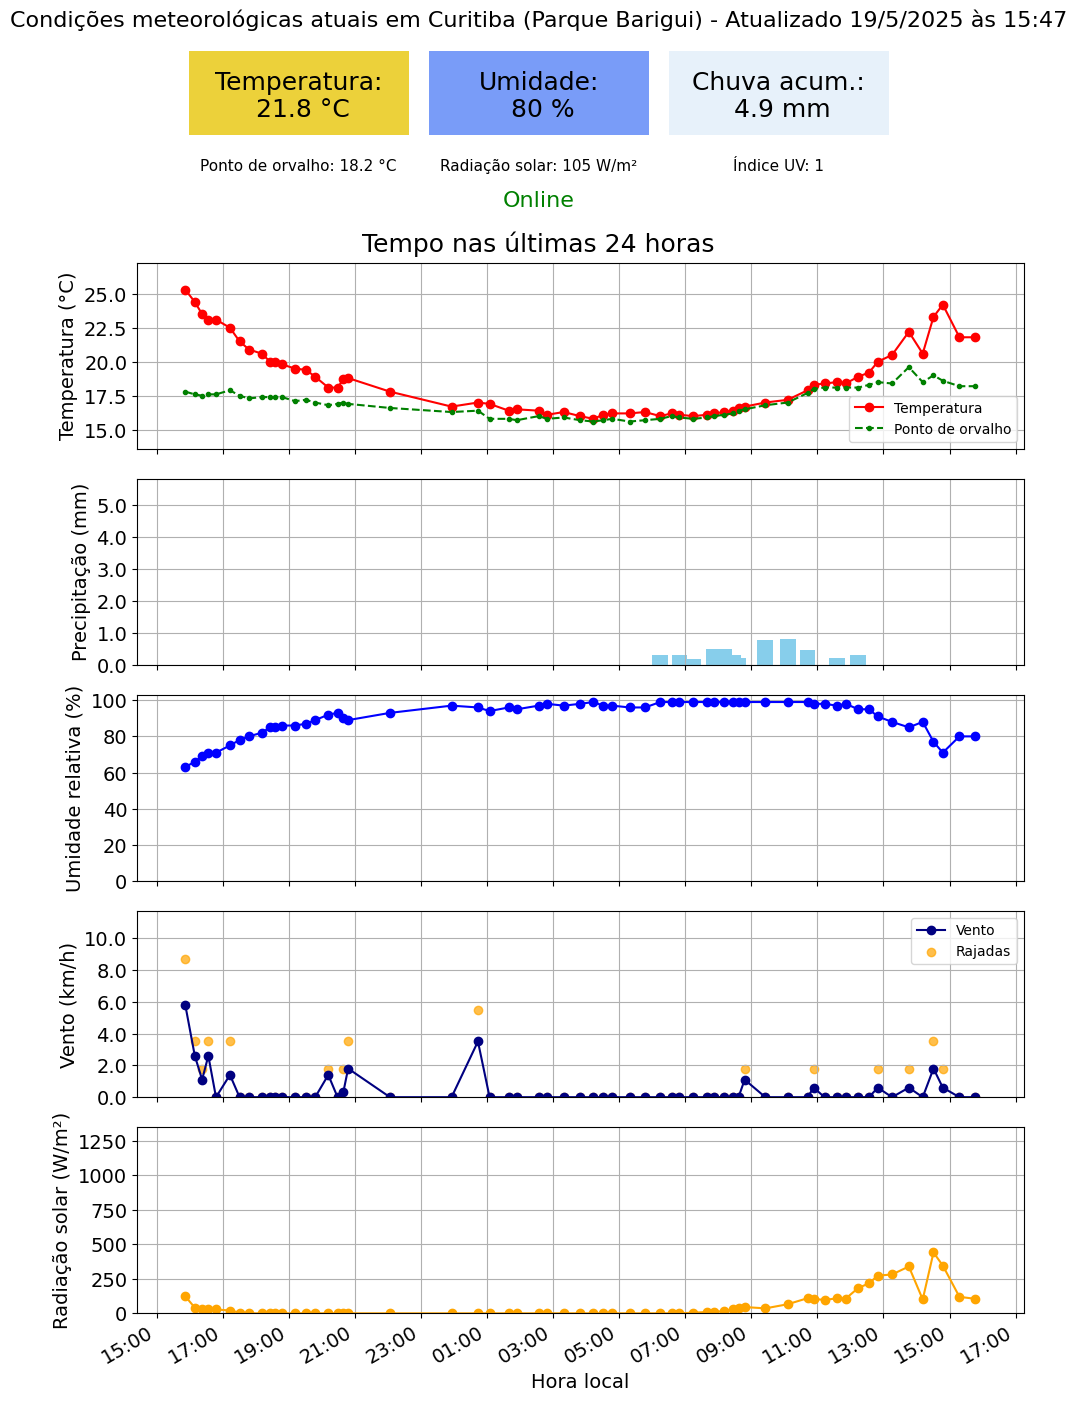 Condições meteorológicas atuais em Curitiba (Parque Barigui) - Atualizado 19/5/2025 às 15:47
Temperatura:
21.8 °C
Umidade:
80 %
Chuva acum.:
4.9 mm
Ponto de orvalho: 18.2 °C
Radiação solar: 105 W/m²
Índice UV: 1
Online
Tempo nas últimas 24 horas
Temperatura (°C)
25.0
22.5
20.0
17.5
15.0
Temperatura
Ponto de orvalho
Precipitação (mm)
5.0
4.0
3.0
2.0
1.0
0.0
Umidade relativa (%)
100
80
60
40
20
0
Vento (km/h)
10.0
8.0
6.0
4.0
2.0
0.0
Vento
Rajadas
Radiação solar (W/m²)
1250
1000
750
500
250
0
15:00
17:00
19:00
21:00
23:00
01:00
03:00
05:00
07:00
09:00
11:00
13:00
15:00
17:00
Hora local